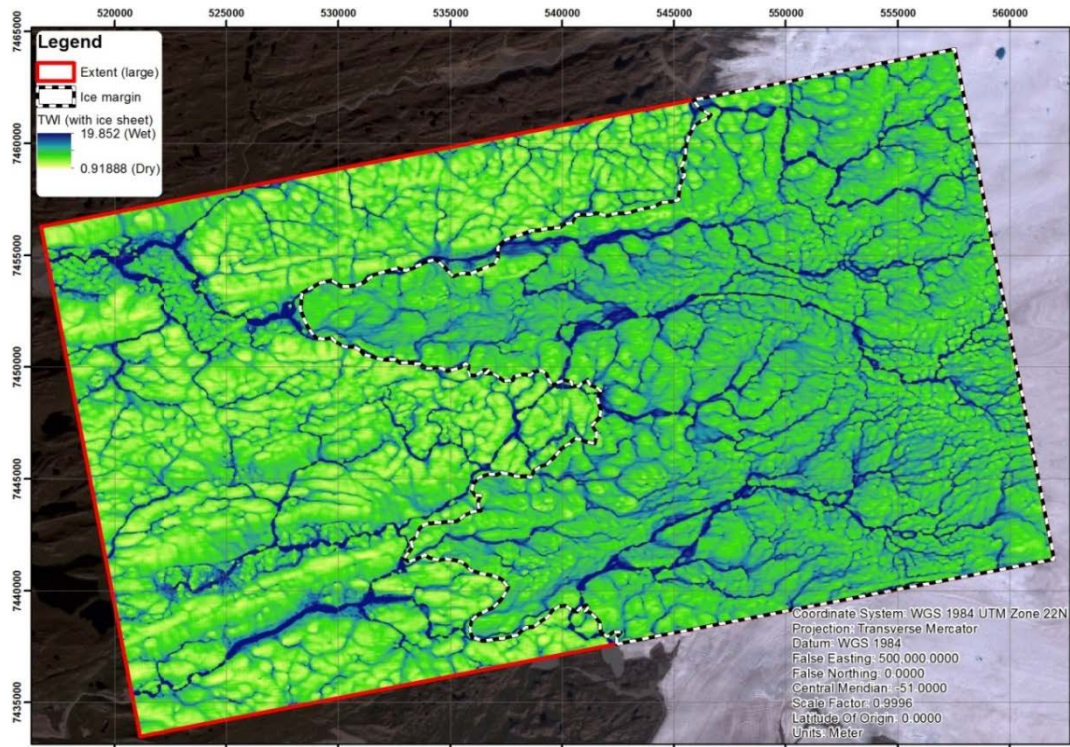 520000 525000 530000 535000 540000 545000 550000 555000 560000
7465000
7460000
7455000
7450000
7445000
7440000
7435000
Legend
Extent (large)
Ice margin
TWI (with ice sheet)
19.852 (Wet)
0.91888 (Dry)
Coordinate System: WGS 1984 UTM Zone 22N
Projection: Transverse Mercator
Datum: WGS 1984
False Easting: 500,000.0000
False Northing: 0.0000
Central Meridian: -51.0000
Scale Factor: 0.9996
Latitude Of Origin: 0.0000
Units: Meter